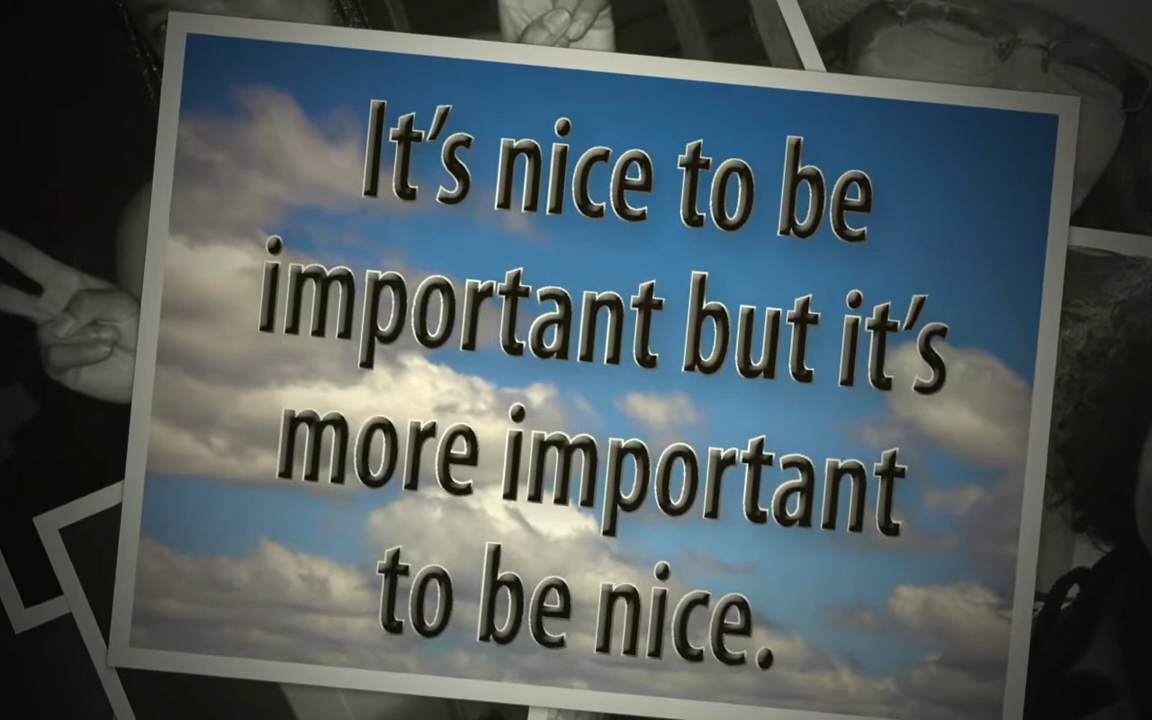 It's nice to be
important but it's
more important
to be nice.